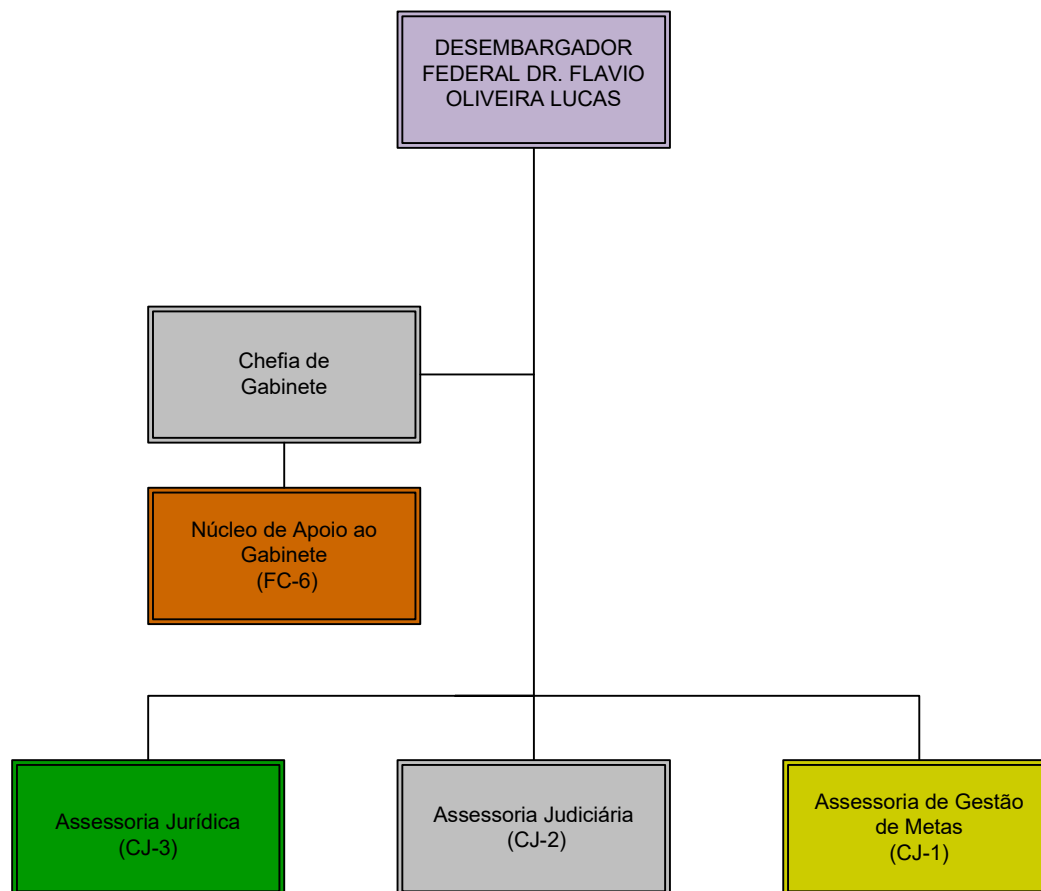 DESEMBARGADOR
FEDERAL DR. FLAVIO
OLIVEIRA LUCAS
Chefia de
Gabinete
Núcleo de Apoio ao
Gabinete
(FC-6)
Assessoria Jurídica
(CJ-3)
Assessoria Judiciária
(CJ-2)
Assessoria de Gestão
de Metas
(CJ-1)